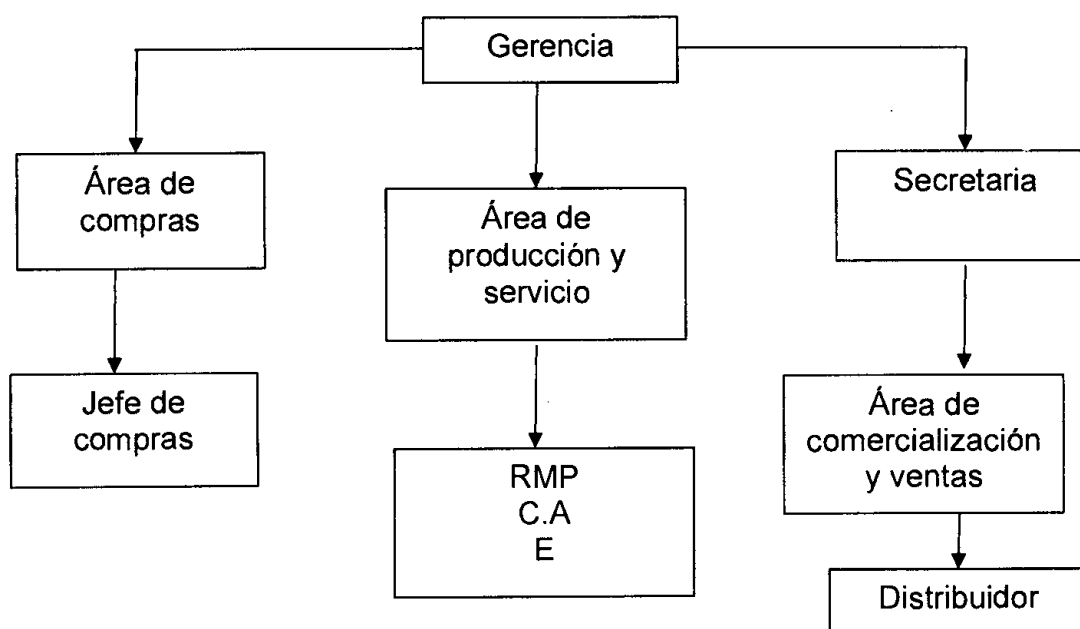 Gerencia
Área de
compras
Área de
producción y
servicio
Secretaria
Jefe de
compras
RMP
C.A
E
Área de
comercialización
y ventas
Distribuidor